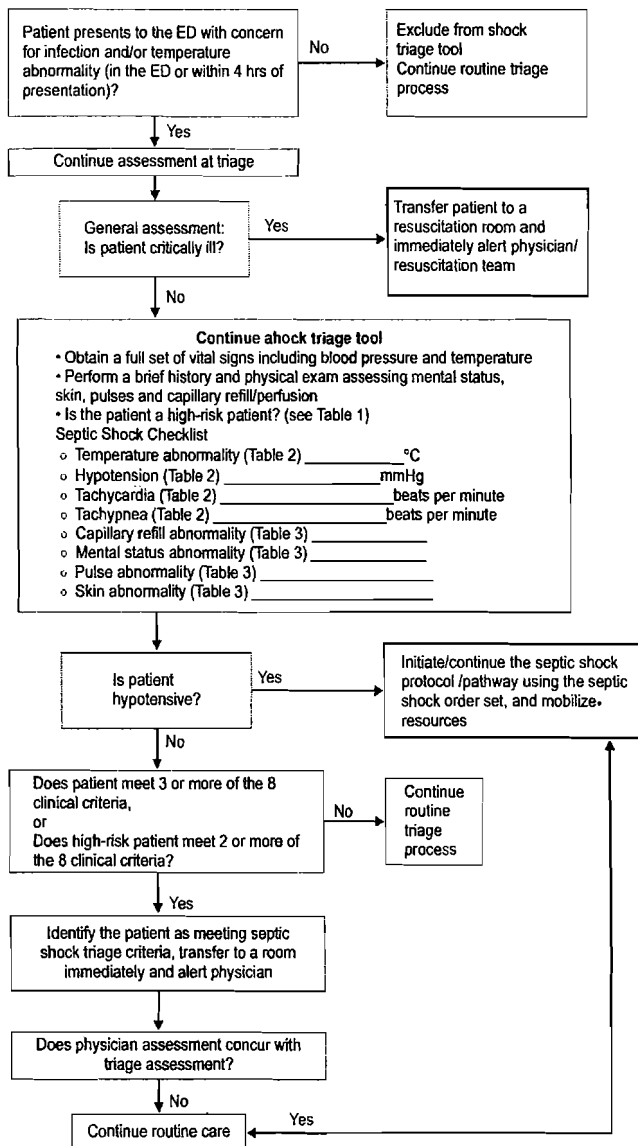 Patient presents to the ED with concern
for infection and/or temperature
abnormality (in the ED or within 4 hrs of
presentation)?
No
Exclude from shock
triage tool
Continue routine triage
process
Yes
Continue assessment at triage
General assessment:
Is patient critically ill?
Yes
Transfer patient to a
resuscitation room and
immediately alert physician/
resuscitation team
No
Continue ahock triage tool
• Obtain a full set of vital signs including blood pressure and temperature
• Perform a brief history and physical exam assessing mental status,
skin, pulses and capillary refill/perfusion
• Is the patient a high-risk patient? (see Table 1)
Septic Shock Checklist
o Temperature abnormality (Table 2) ____________ °C
o Hypotension (Table 2) ____________ mmHg
o Tachycardia (Table 2) ____________ beats per minute
o Tachypnea (Table 2) ____________ beats per minute
o Capillary refill abnormality (Table 3) ____________
o Mental status abnormality (Table 3) ____________
o Pulse abnormality (Table 3) ____________
o Skin abnormality (Table 3) ____________
Is patient
hypotensive?
Yes
Initiate/continue the septic shock
protocol /pathway using the septic
shock order set, and mobilize•
resources
No
Does patient meet 3 or more of the 8
clinical criteria,
or
Does high-risk patient meet 2 or more of
the 8 clinical criteria?
No
Continue
routine
triage
process
Yes
Identify the patient as meeting septic
shock triage criteria, transfer to a room
immediately and alert physician
Does physician assessment concur with
triage assessment?
No
Continue routine care
Yes